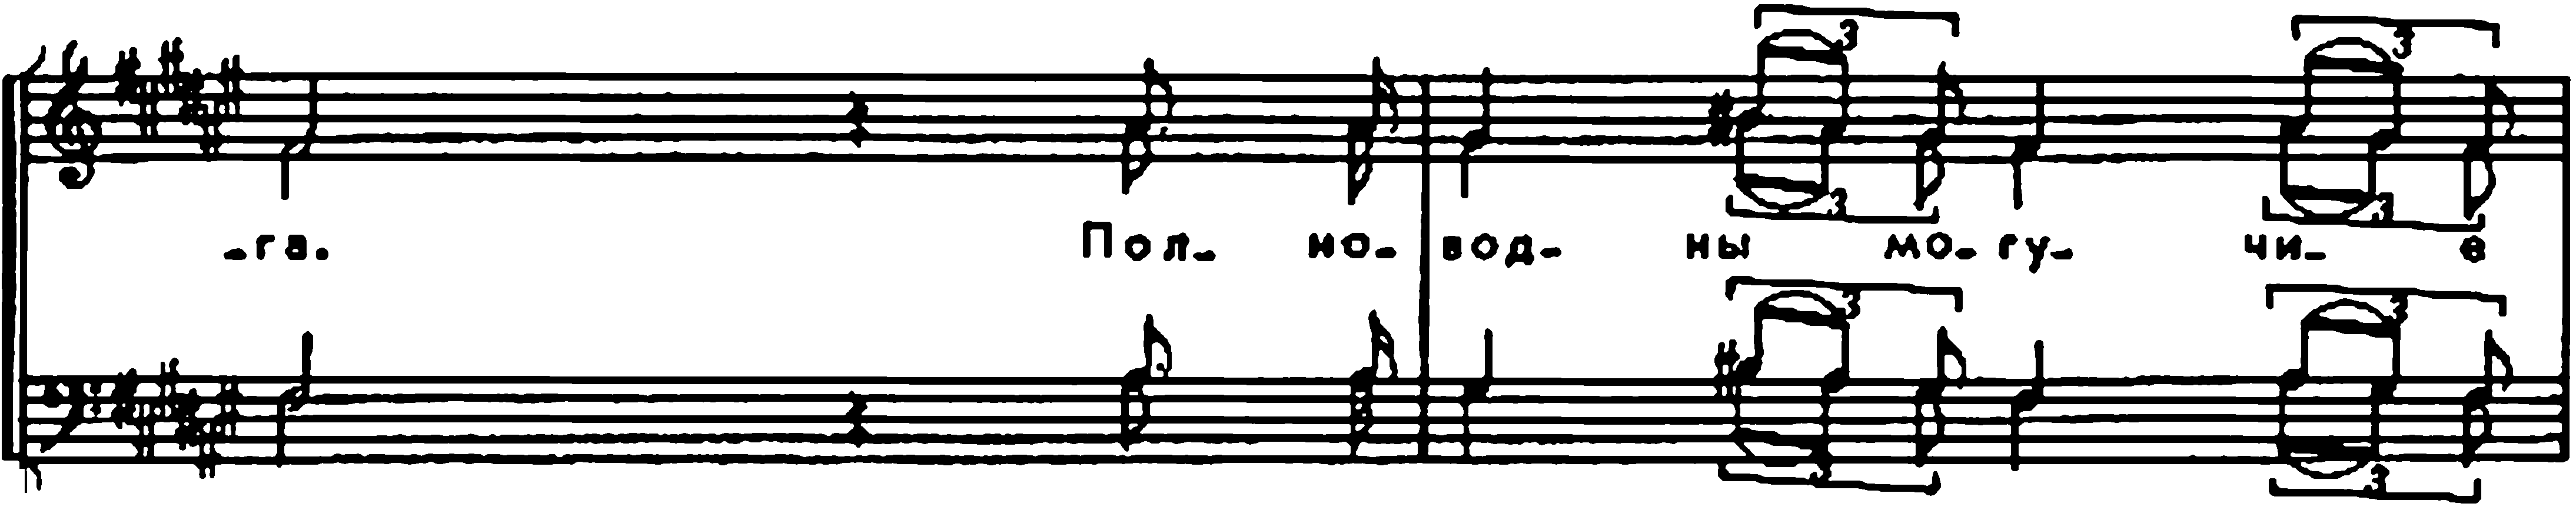 -га. Пол- но- вод- ны мо- гу- чи- е